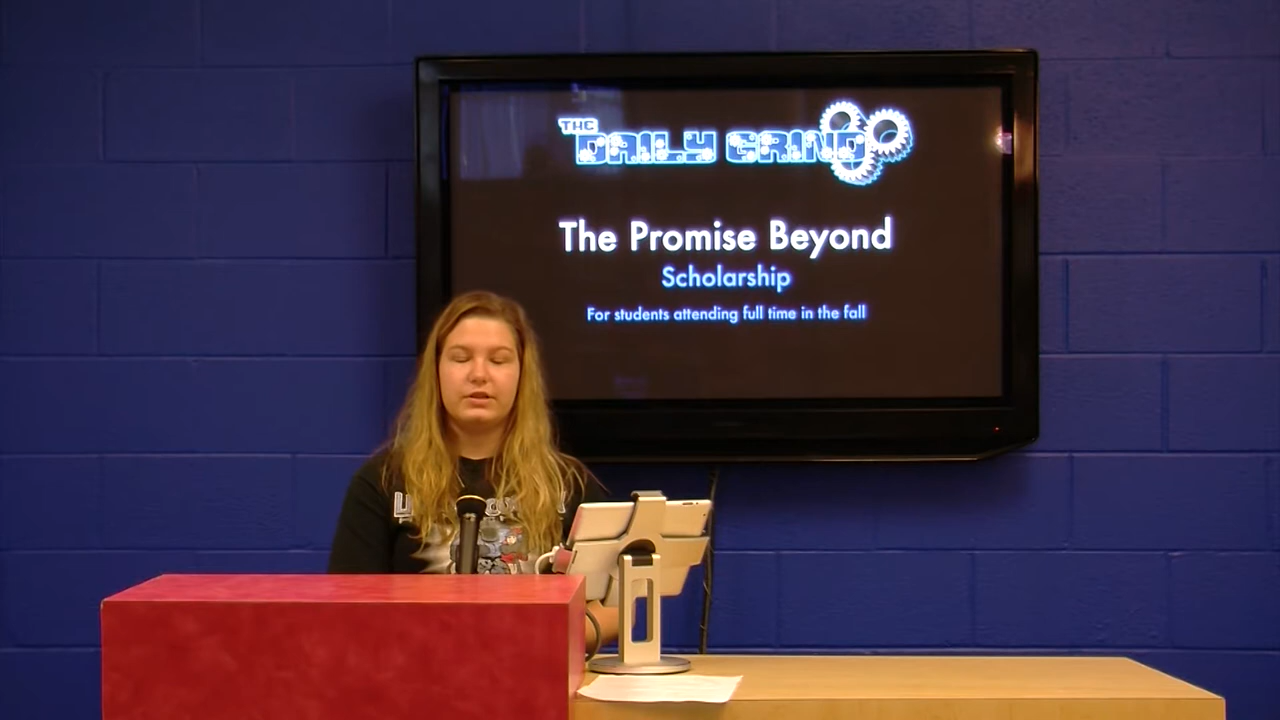 THE
DAILY GRIND
The Promise Beyond
Scholarship
For students attending full time in the fall